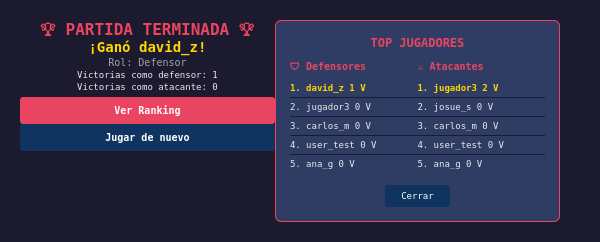 🏆 PARTIDA TERMINADA 🏆
¡Ganó david_z!
Rol: Defensor
Victorias como defensor: 1
Victorias como atacante: 0
Ver Ranking
Jugar de nuevo
TOP JUGADORES
🛡 Defensores
1. david_z 1 V
2. jugador3 0 V
3. carlos_m 0 V
4. user_test 0 V
5. ana_g 0 V
⚔ Atacantes
1. jugador3 2 V
2. josue_s 0 V
3. carlos_m 0 V
4. user_test 0 V
5. ana_g 0 V
Cerrar